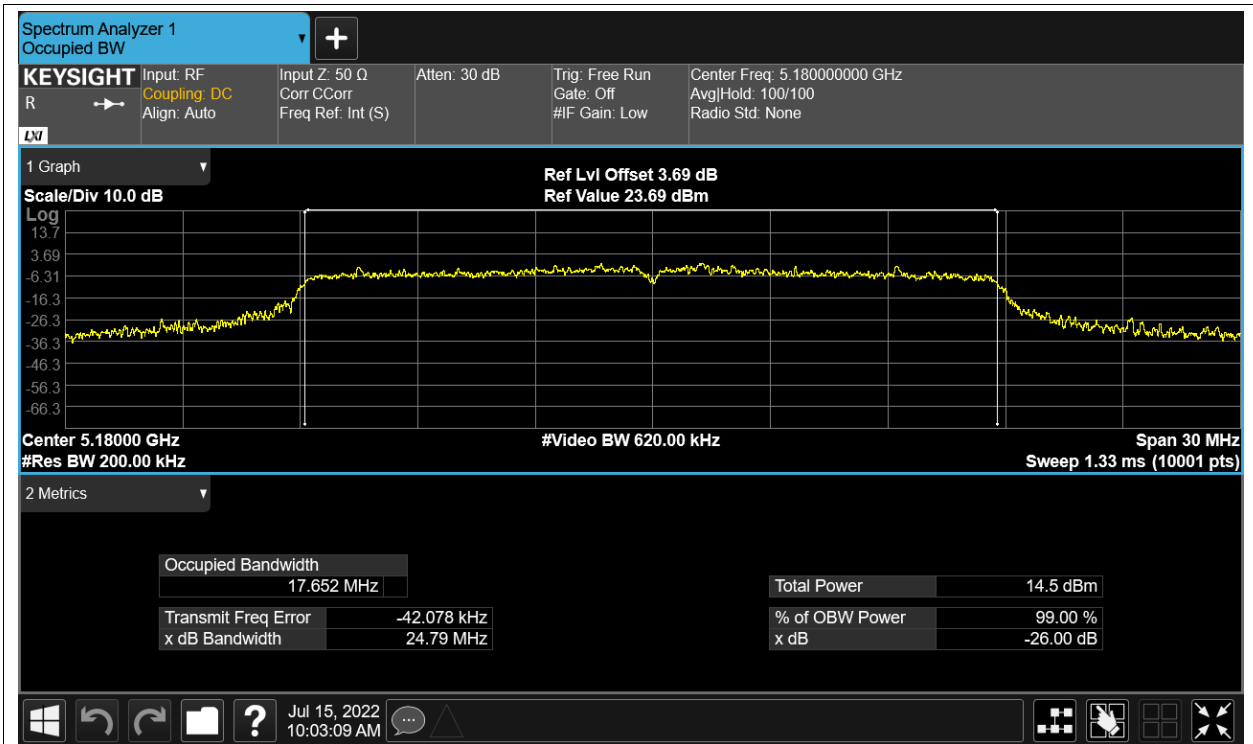 Spectrum Analyzer 1
Occupied BW
KEYSIGHT
R
LXI
Input: RF
Coupling: DC
Align: Auto
Input Z: 50 Ω
Corr CCorr
Freq Ref: Int (S)
Atten: 30 dB
Trig: Free Run
Gate: Off
#IF Gain: Low
Center Freq: 5.180000000 GHz
Avg|Hold: 100/100
Radio Std: None
1 Graph
Scale/Div 10.0 dB
Ref Lvl Offset 3.69 dB
Ref Value 23.69 dBm
Log
13.7
3.69
-6.31
-16.3
-26.3
-36.3
-46.3
-56.3
-66.3
Center 5.18000 GHz
#Res BW 200.00 kHz
#Video BW 620.00 kHz
Span 30 MHz
Sweep 1.33 ms (10001 pts)
2 Metrics
Occupied Bandwidth
17.652 MHz
Transmit Freq Error -42.078 kHz
x dB Bandwidth 24.79 MHz
Total Power 14.5 dBm
% of OBW Power 99.00 %
x dB -26.00 dB
?
Jul 15, 2022
10:03:09 AM